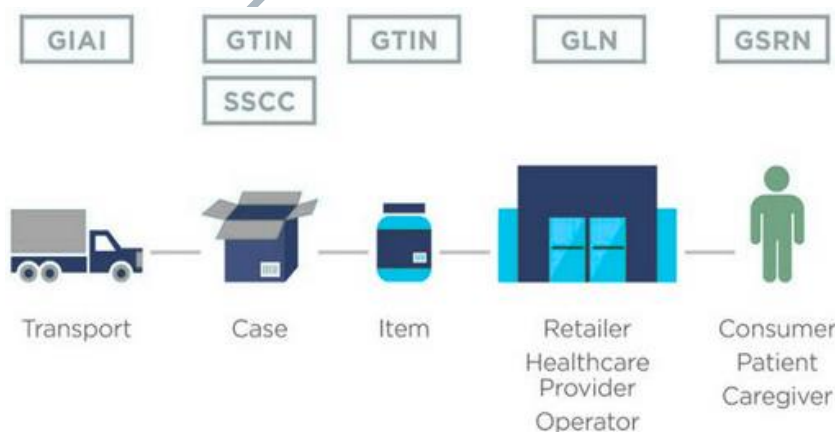 GIAI GTIN GTIN GLN GSRN
SSCC
Transport Case Item Retailer Consumer
Healthcare Patient
Provider Caregiver
Operator